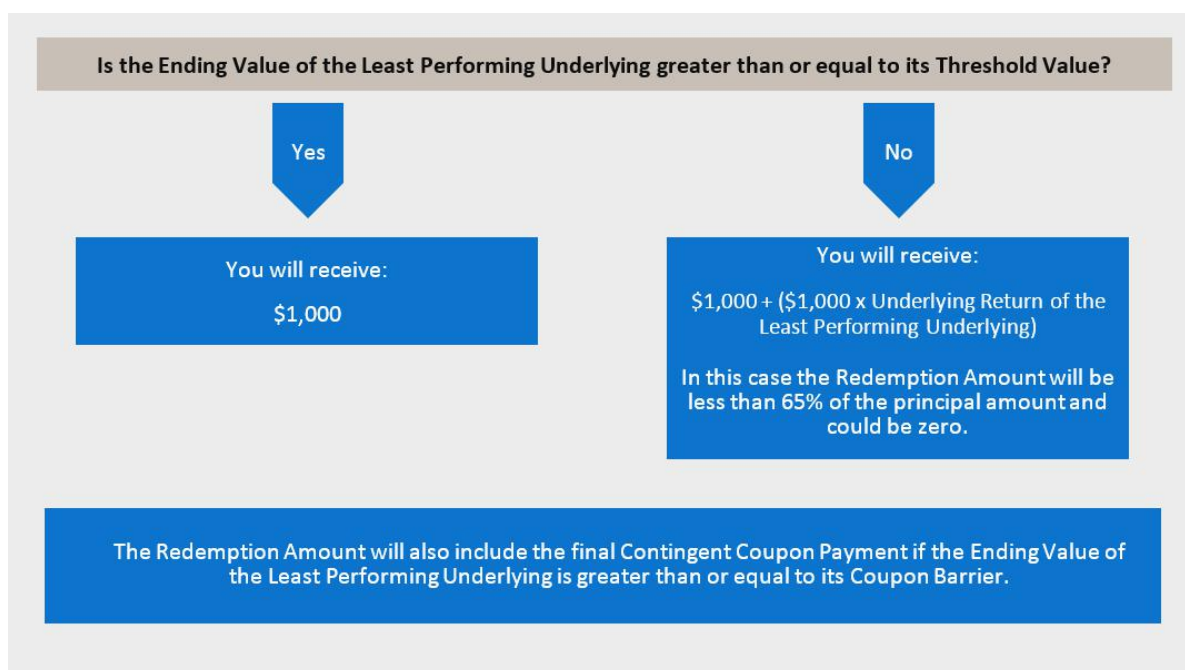 Is the Ending Value of the Least Performing Underlying greater than or equal to its Threshold Value?
Yes
No
You will receive:
$1,000
You will receive:
$1,000 + ($1,000 x Underlying Return of the
Least Performing Underlying)
In this case the Redemption Amount will be
less than 65% of the principal amount and
could be zero.
The Redemption Amount will also include the final Contingent Coupon Payment if the Ending Value of
the Least Performing Underlying is greater than or equal to its Coupon Barrier.